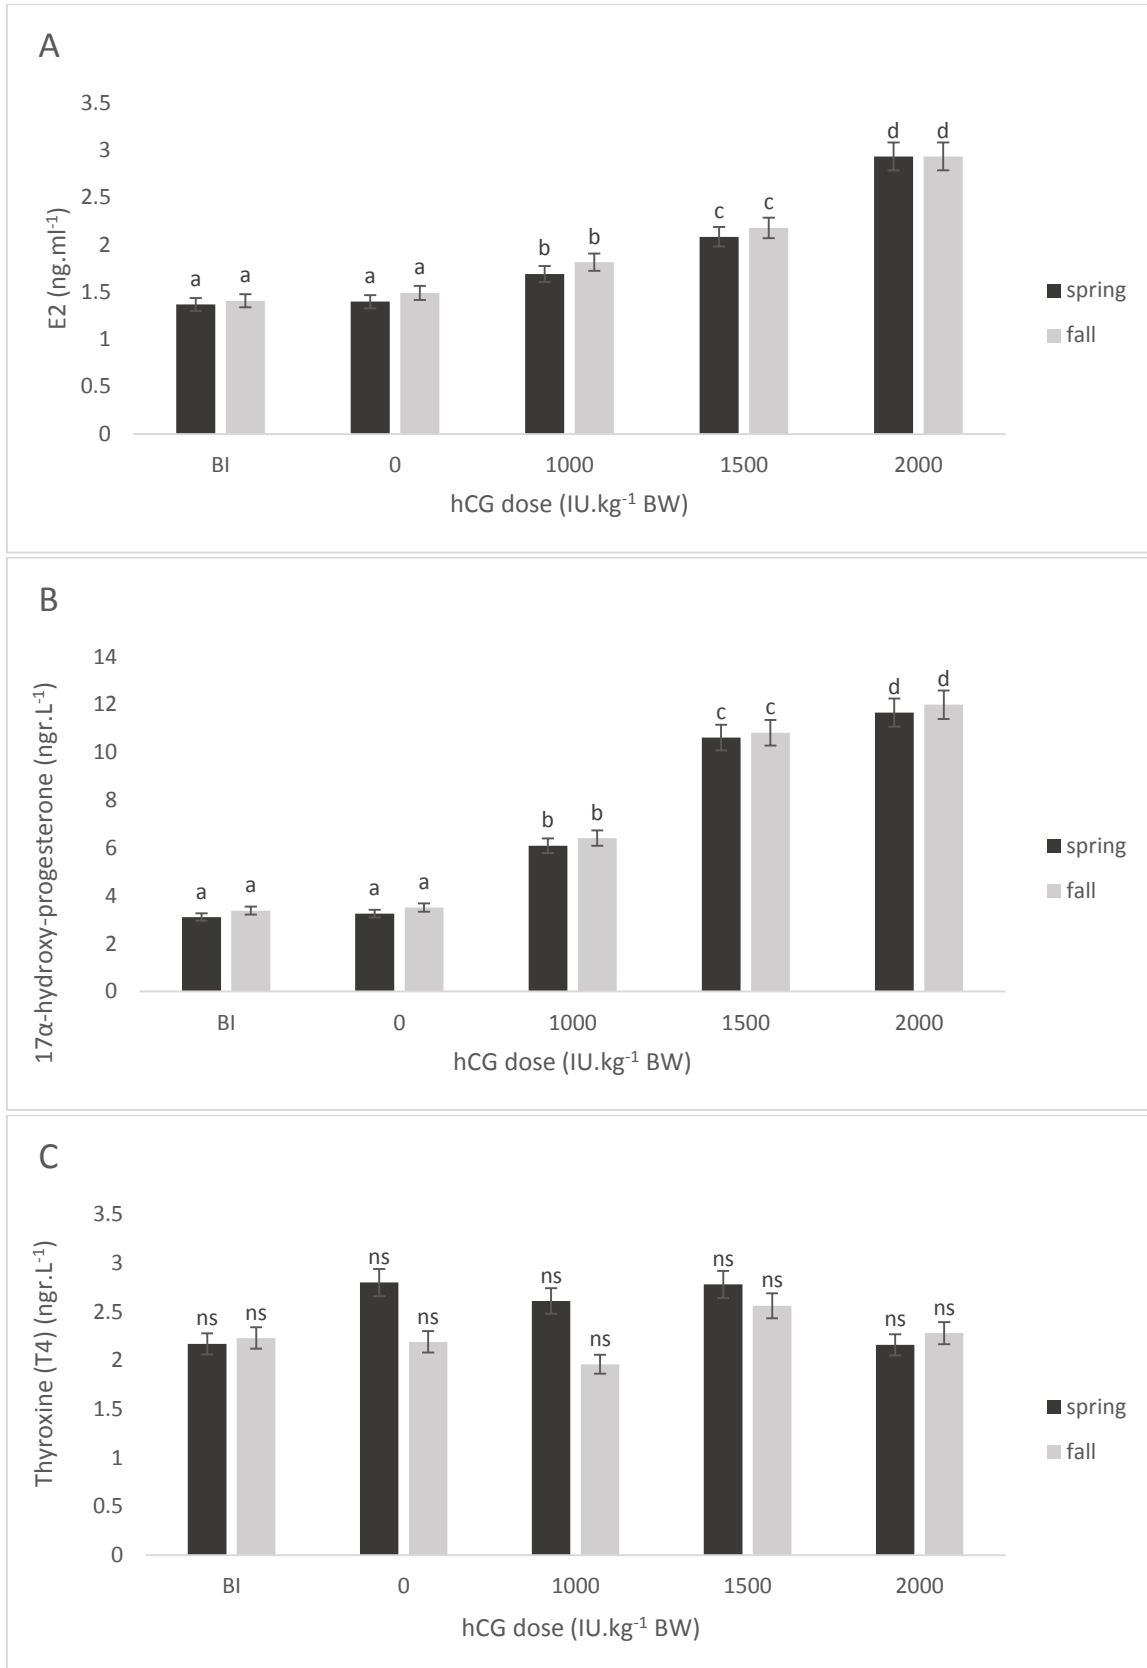 A
3.5
3
2.5
2
1.5
1
0.5
0
E2 (ng.ml⁻¹)
d d
c c
b b
a a a a
spring
fall
BI 0 1000 1500 2000
hCG dose (IU.kg⁻¹ BW)
B
14
12
10
8
6
4
2
0
17α-hydroxy-progesterone (ngr.L⁻¹)
d d
c c
b b
a a a a
spring
fall
BI 0 1000 1500 2000
hCG dose (IU.kg⁻¹ BW)
C
3.5
3
2.5
2
1.5
1
0.5
0
Thyroxine (T4) (ngr.L⁻¹)
ns ns ns ns ns ns ns ns ns ns
spring
fall
BI 0 1000 1500 2000
hCG dose (IU.kg⁻¹ BW)